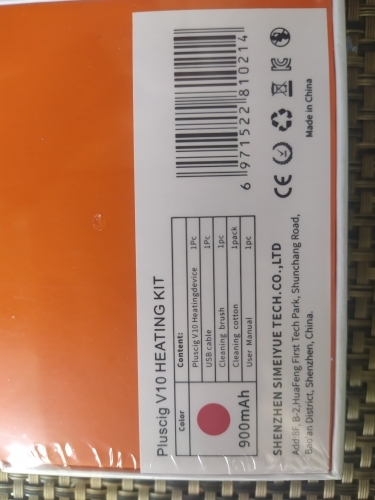 Pluscig V10 HEATING KIT
Color
Content:
Pluscig V10 Heatingdevice 1Pc
USB cable 1Pc
Cleaning brush 1pc
Cleaning cotton 1pack
User Manual 1pc
900mAh
6 971522 810214
CE
Made in China
SHENZHEN SIMEIYUE TECH.CO.,LTD
Add:8F, B-2,HuaFeng First Tech Park, Shunchang Road,
Bao an District, Shenzhen, China.